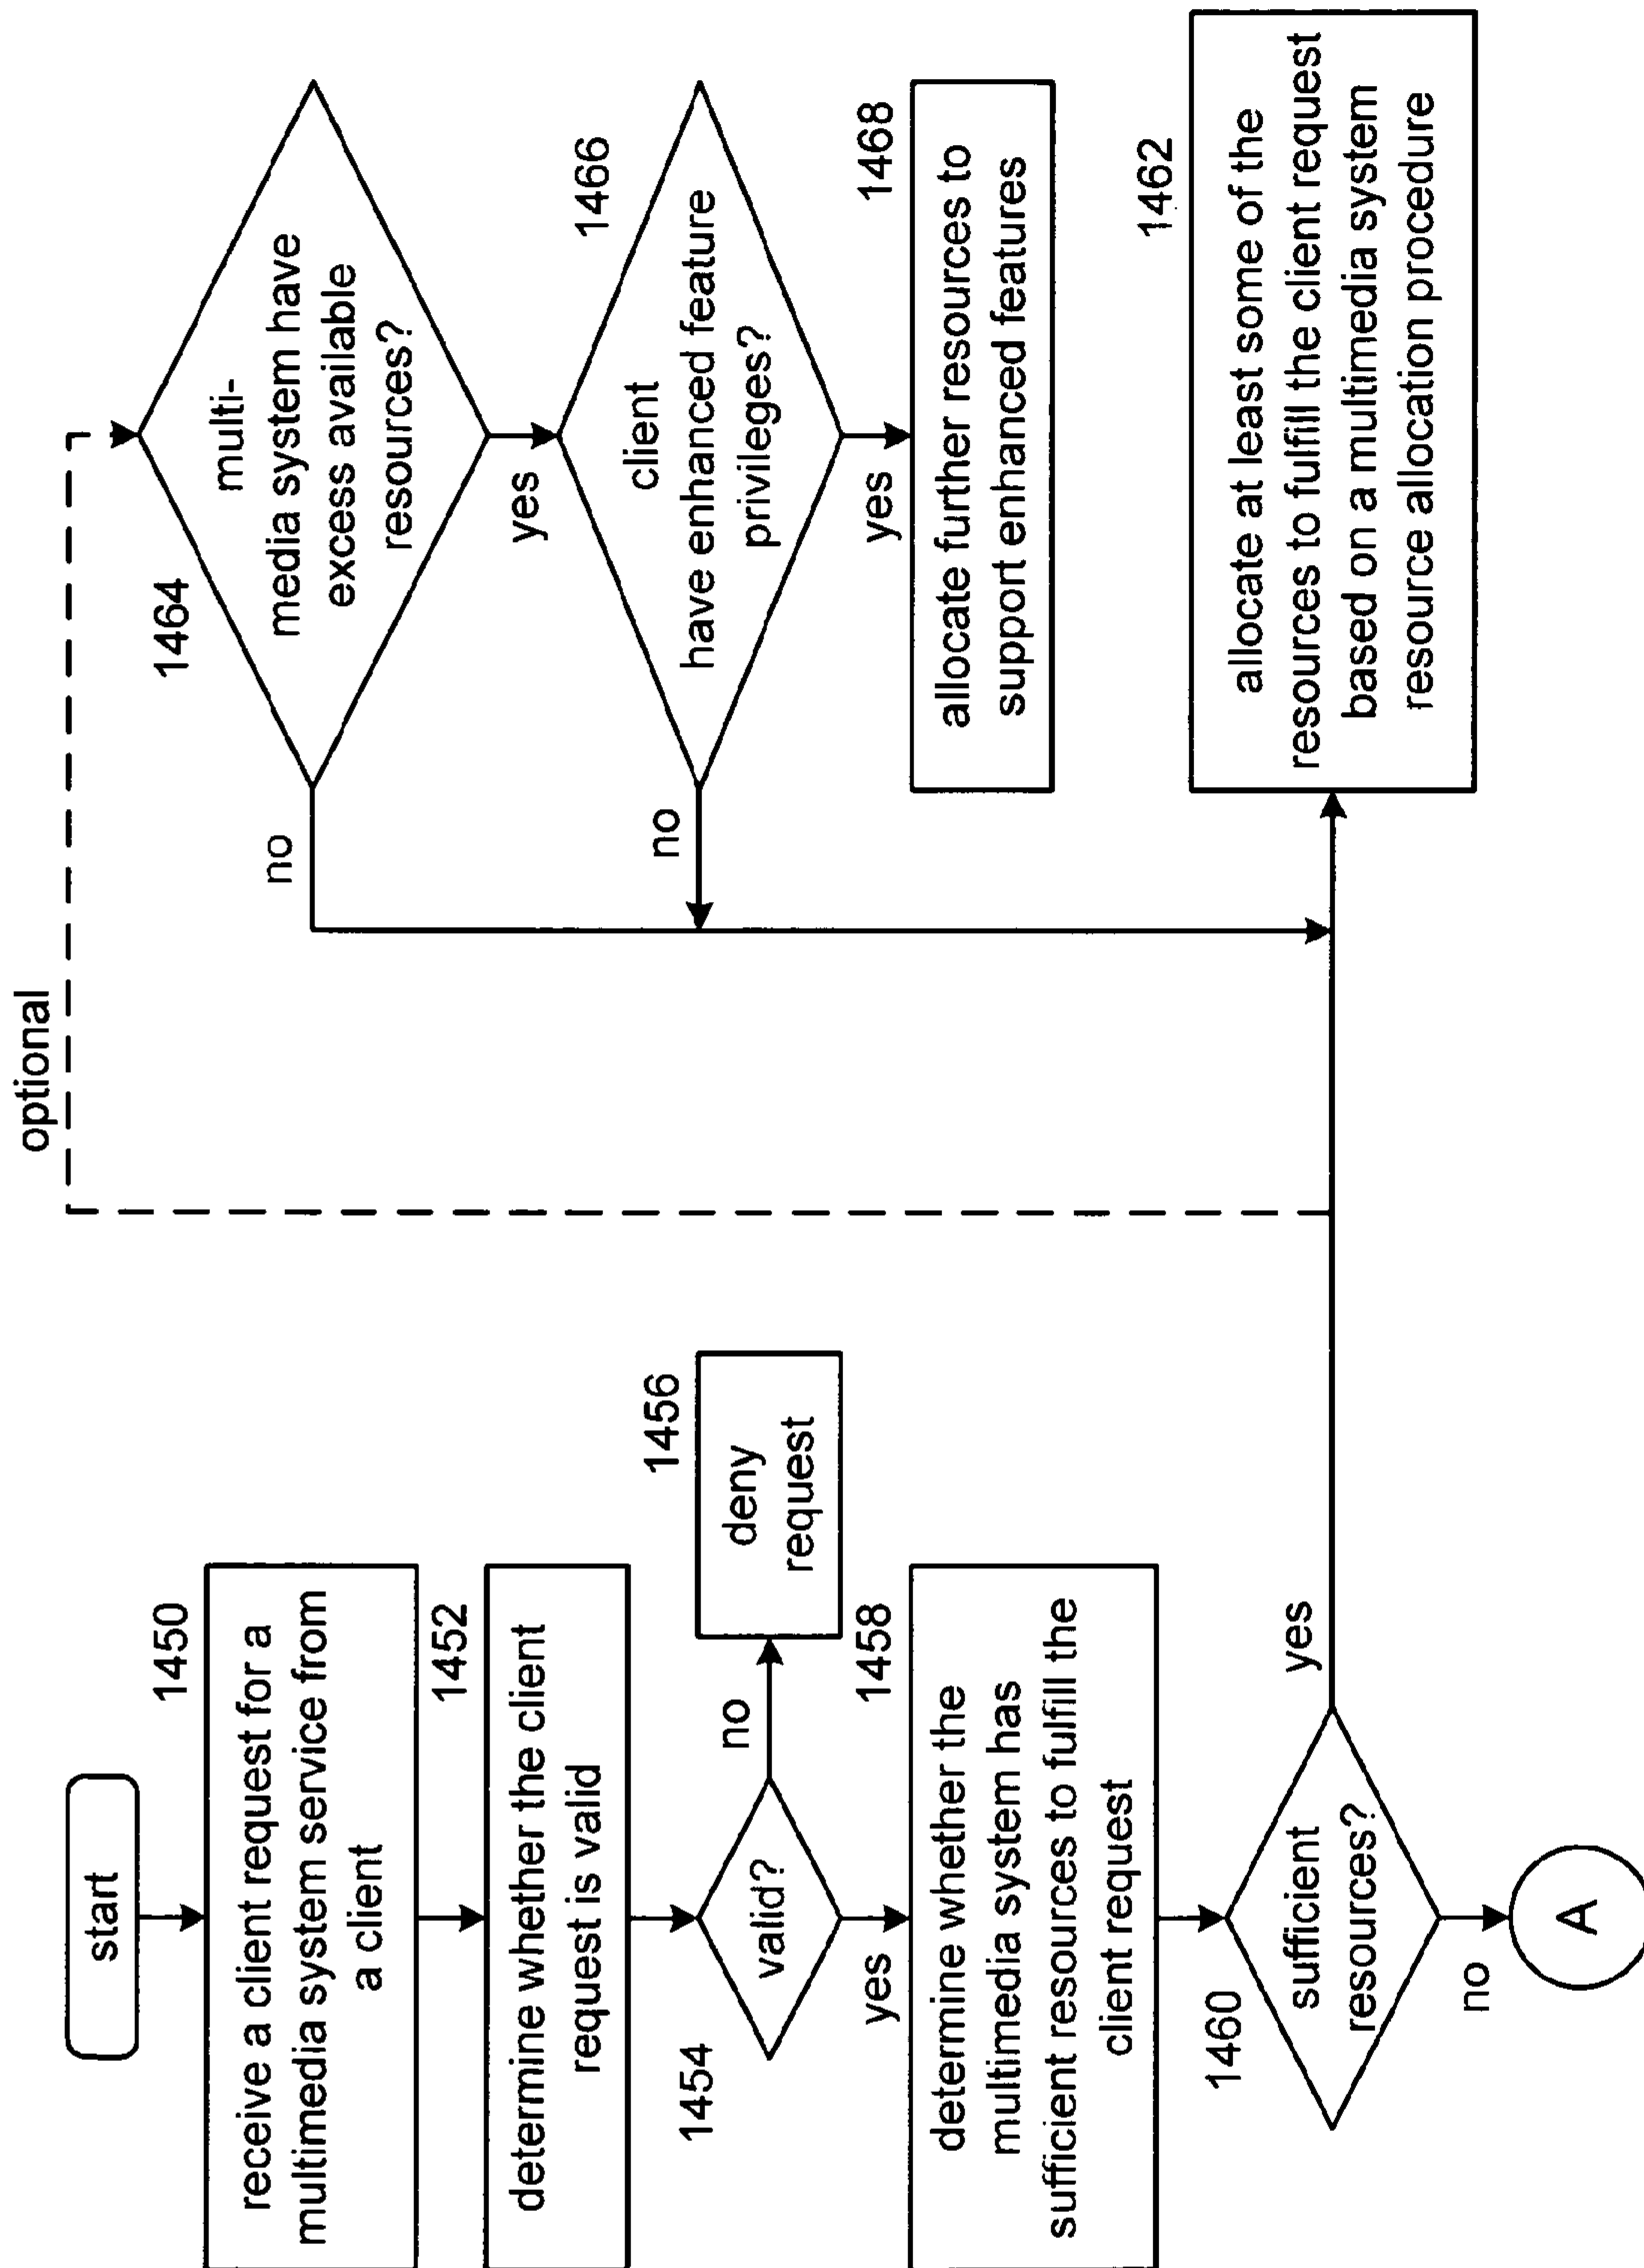 start
1450
receive a client request for a
multimedia system service from
a client
1452
determine whether the client
request is valid
1454
valid?
no
1456
deny
request
yes
1458
determine whether the
multimedia system has
sufficient resources to fulfill the
client request
1460
sufficient
resources?
yes
no
A
optional
1464
multi-
media system have
excess available
resources?
no
yes
1466
client
have enhanced feature
privileges?
no
yes
1468
allocate further resources to
support enhanced features
1462
allocate at least some of the
resources to fulfill the client request
based on a multimedia system
resource allocation procedure